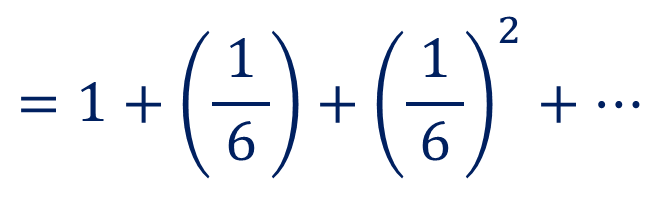 = 1 + (1/6) + (1/6)² + ⋯